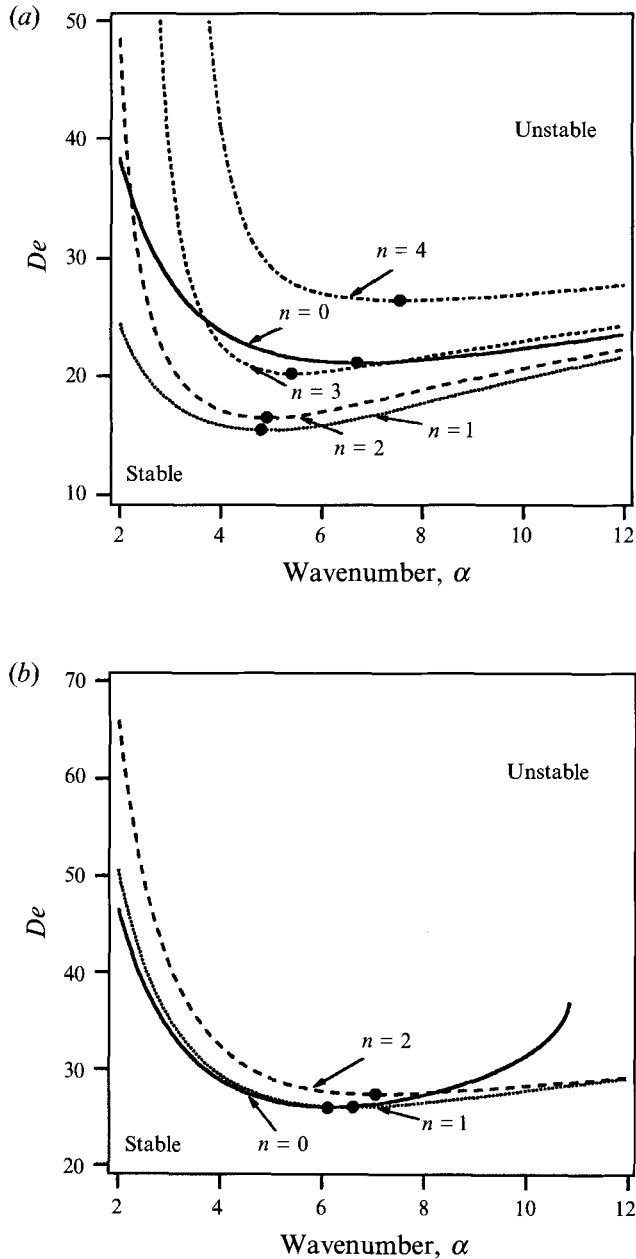 (a)
50
40
30
20
10
De
Unstable
n = 4
n = 0
n = 3
n = 2
n = 1
Stable
2 4 6 8 10 12
Wavenumber, α
(b)
70
60
50
40
30
20
De
Unstable
n = 2
n = 1
n = 0
Stable
2 4 6 8 10 12
Wavenumber, α